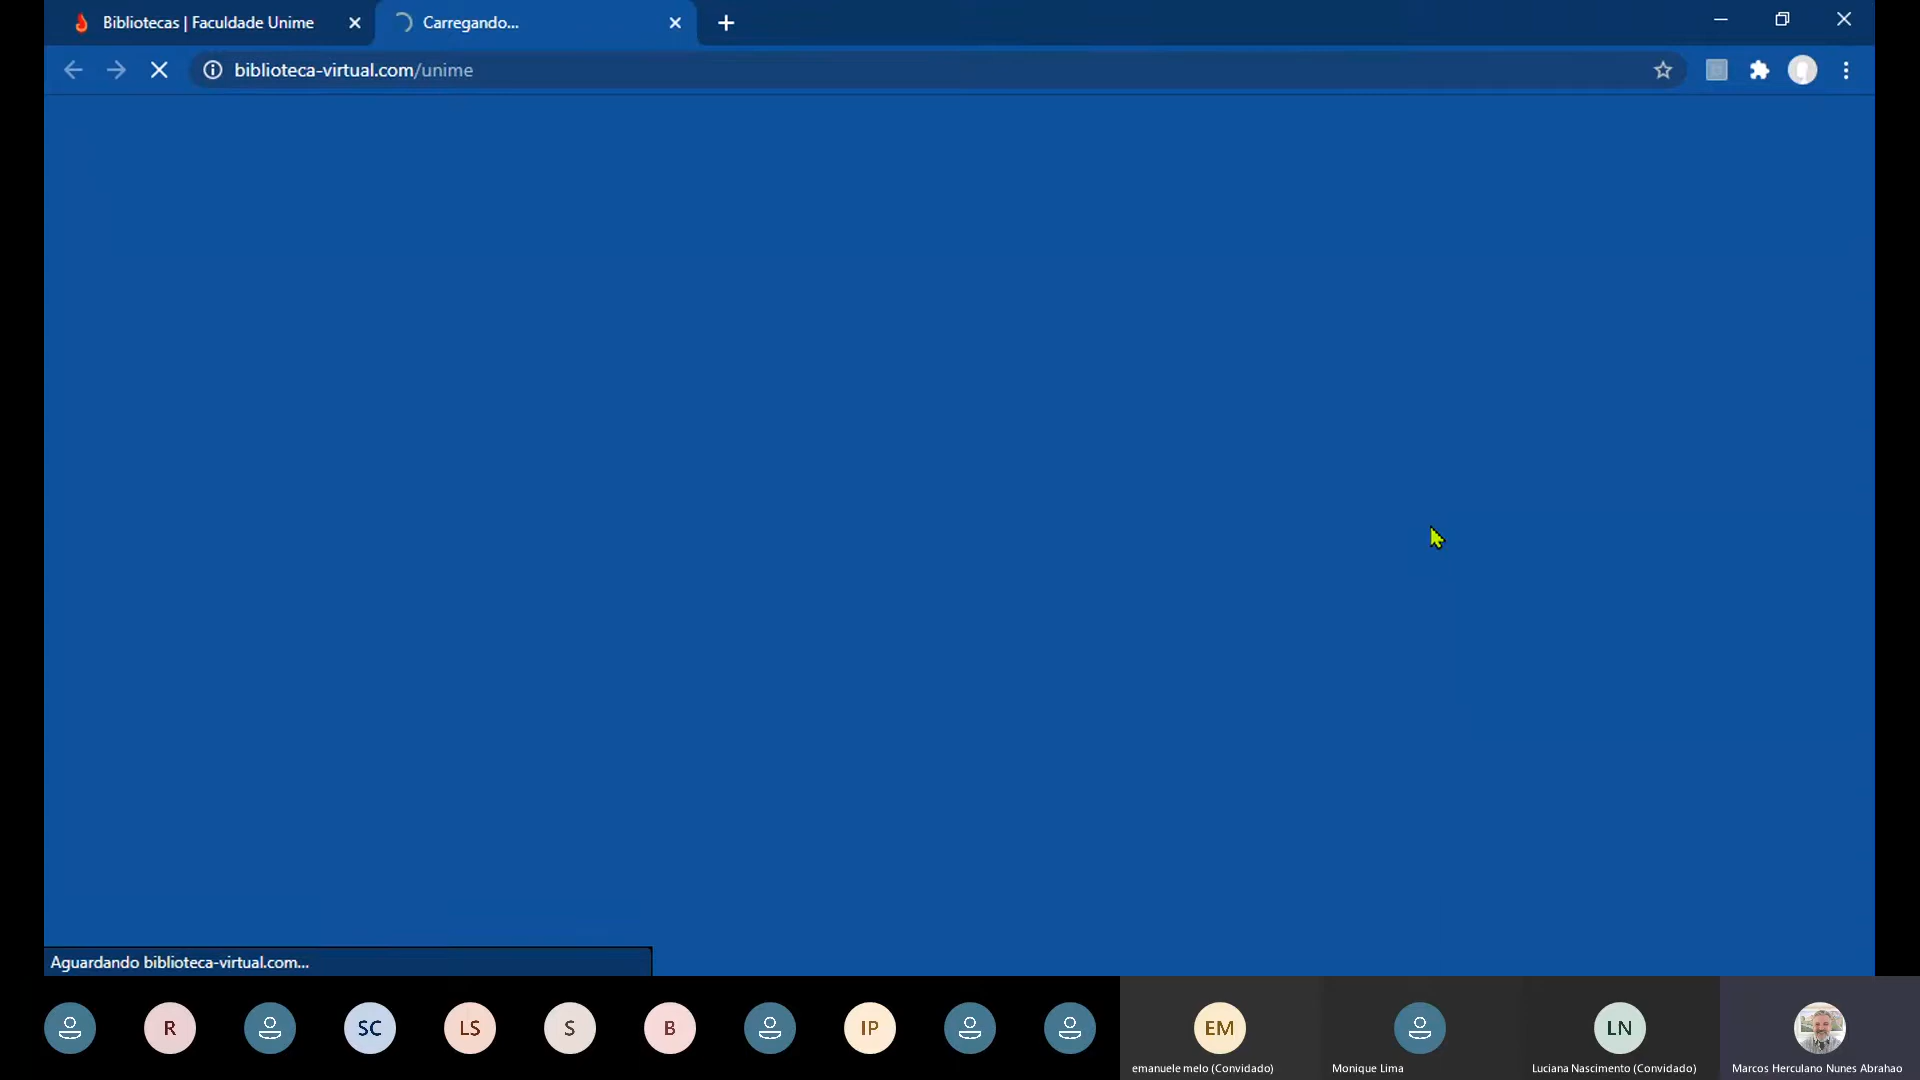 Bibliotecas | Faculdade Unime
Carregando...
biblioteca-virtual.com/unime
Aguardando biblioteca-virtual.com...
R
SC
LS
S
B
IP
EM
LN
emanuele melo (Convidado)
Monique Lima
Luciana Nascimento (Convidado)
Marcos Herculano Nunes Abrahao